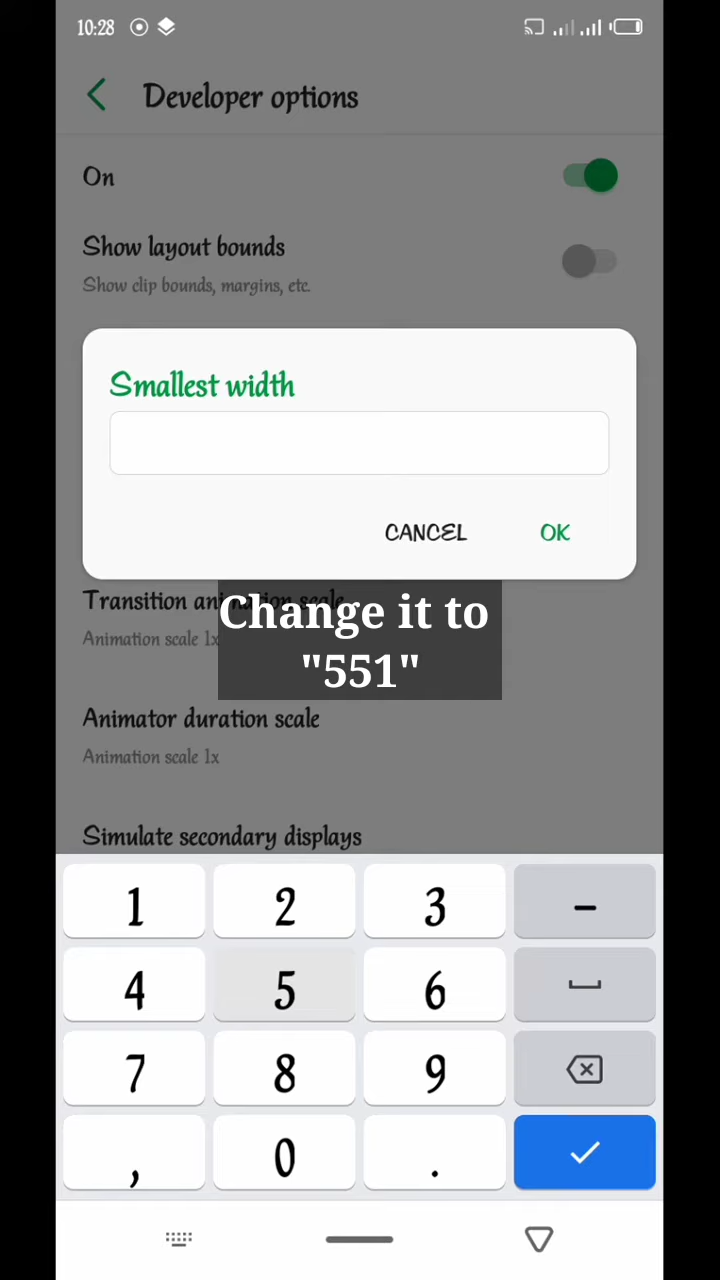 10:28
Developer options
On
Show layout bounds
Show clip bounds, margins, etc.
Smallest width
CANCEL
OK
Transition animation scale
Change it to
"551"
Animation scale 1x
Animator duration scale
Animation scale 1x
Simulate secondary displays
1 2 3 -
4 5 6
7 8 9
, 0 .